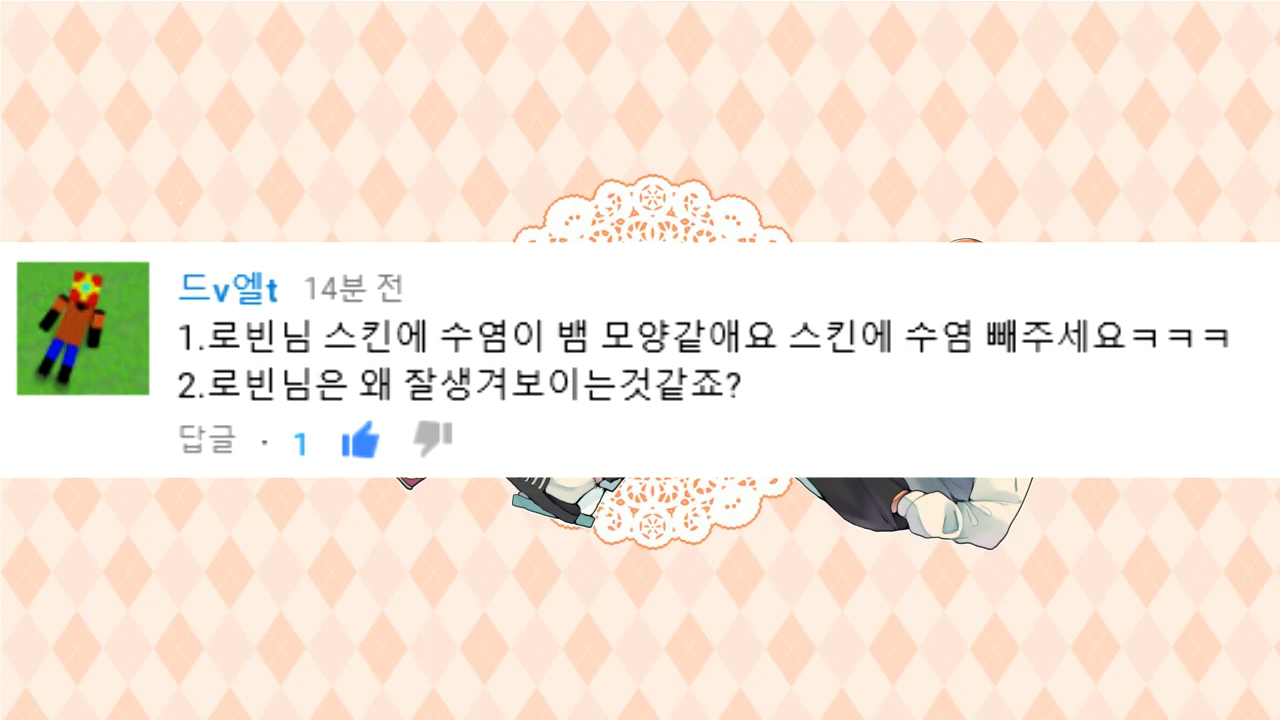 드v엘t 14분 전
1.로빈님 스킨에 수염이 뱀 모양같애요 스킨에 수염 빼주세요ㅋㅋㅋ
2.로빈님은 왜 잘생겨보이는것같죠?
답글 · 1